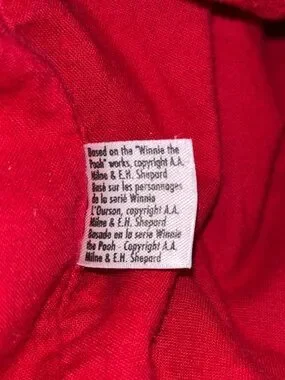 Based on the "Winnie the
Pooh" works, copyright A.A.
Milne & E.H. Shepard
Basé sur les personnages
de la serié Winnie
L'Ourson, copyright A.A.
Milne & E.H. Shepard
Basado en la serie Winnie
the Pooh - Copyright A.A.
Milne & E.H. Shepard